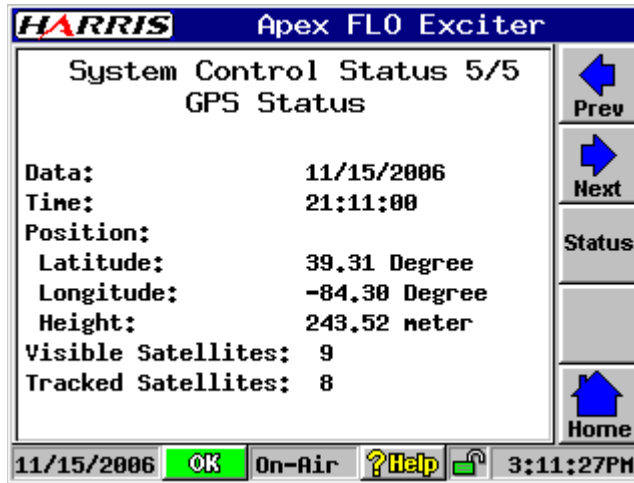 HARRIS Apex FLO Exciter
System Control Status 5/5
GPS Status
Data: 11/15/2006
Time: 21:11:00
Position:
Latitude: 39.31 Degree
Longitude: -84.30 Degree
Height: 243.52 meter
Visible Satellites: 9
Tracked Satellites: 8
Prev
Next
Status
Home
11/15/2006 OK On-Air ?Help 3:11:27PM